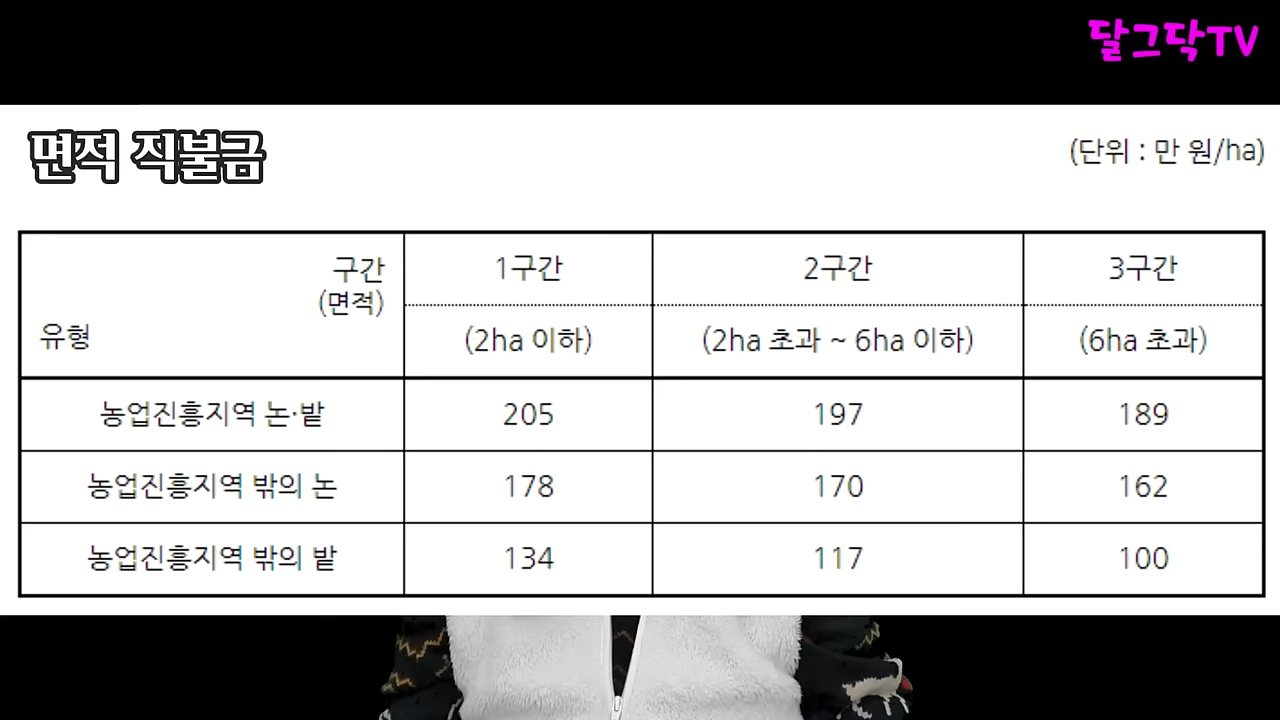 달그닥TV
면적 직불금
(단위 : 만 원/ha)
구간
(면적)
유형
1구간
2구간
3구간
(2ha 이하)
(2ha 초과 ~ 6ha 이하)
(6ha 초과)
농업진흥지역 논·밭 205 197 189
농업진흥지역 밖의 논 178 170 162
농업진흥지역 밖의 밭 134 117 100